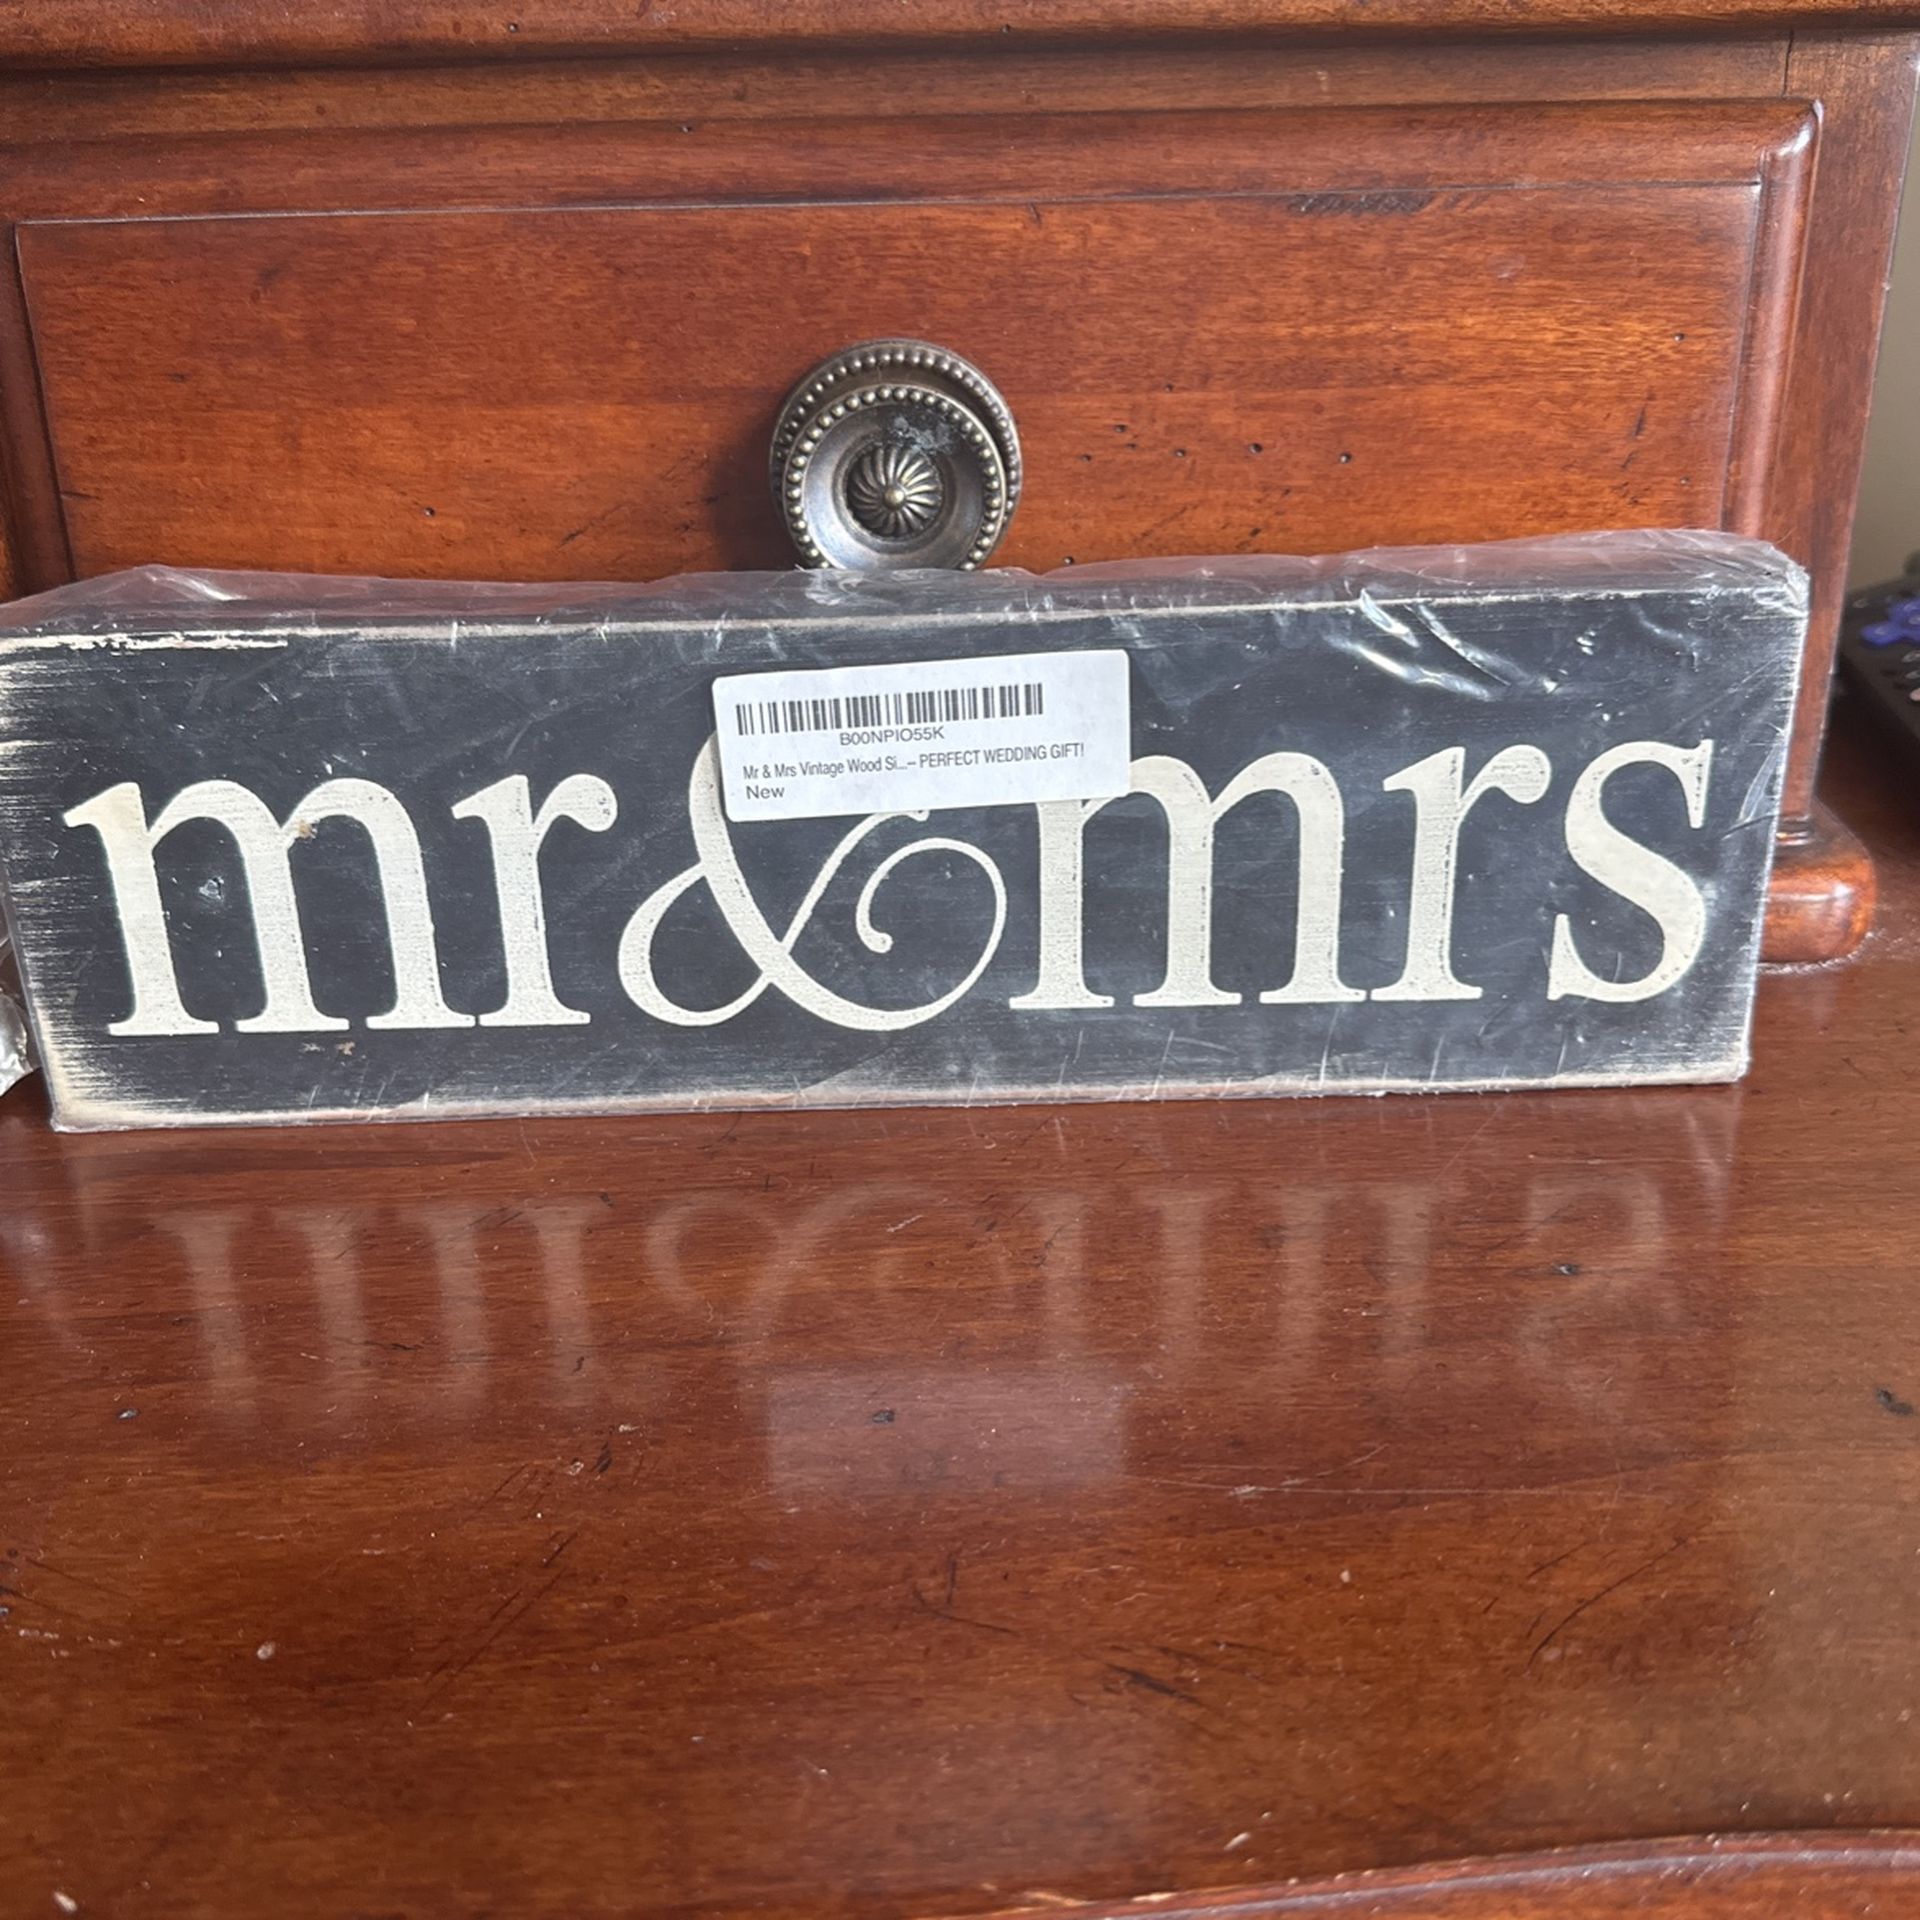 B00NPIO55K
Mr & Mrs Vintage Wood Si...– PERFECT WEDDING GIFT!
New
mr & mrs